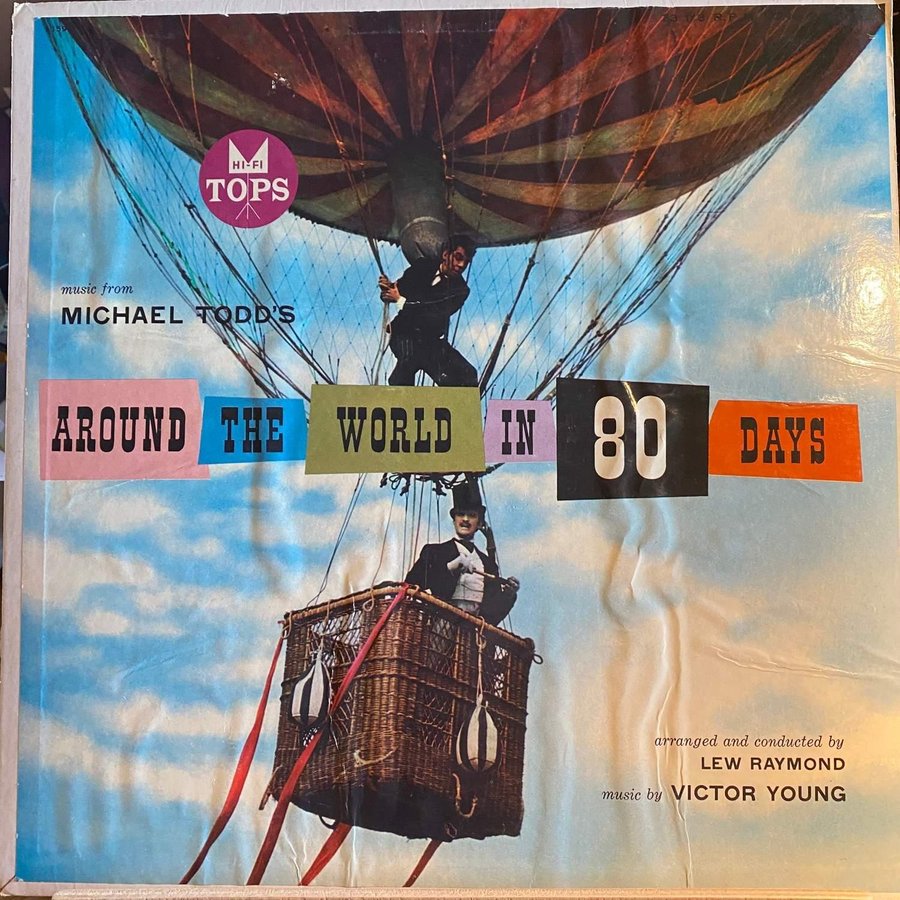 HI-FI
TOPS
music from
MICHAEL TODD'S
AROUND THE WORLD IN 80 DAYS
arranged and conducted by
LEW RAYMOND
music by VICTOR YOUNG